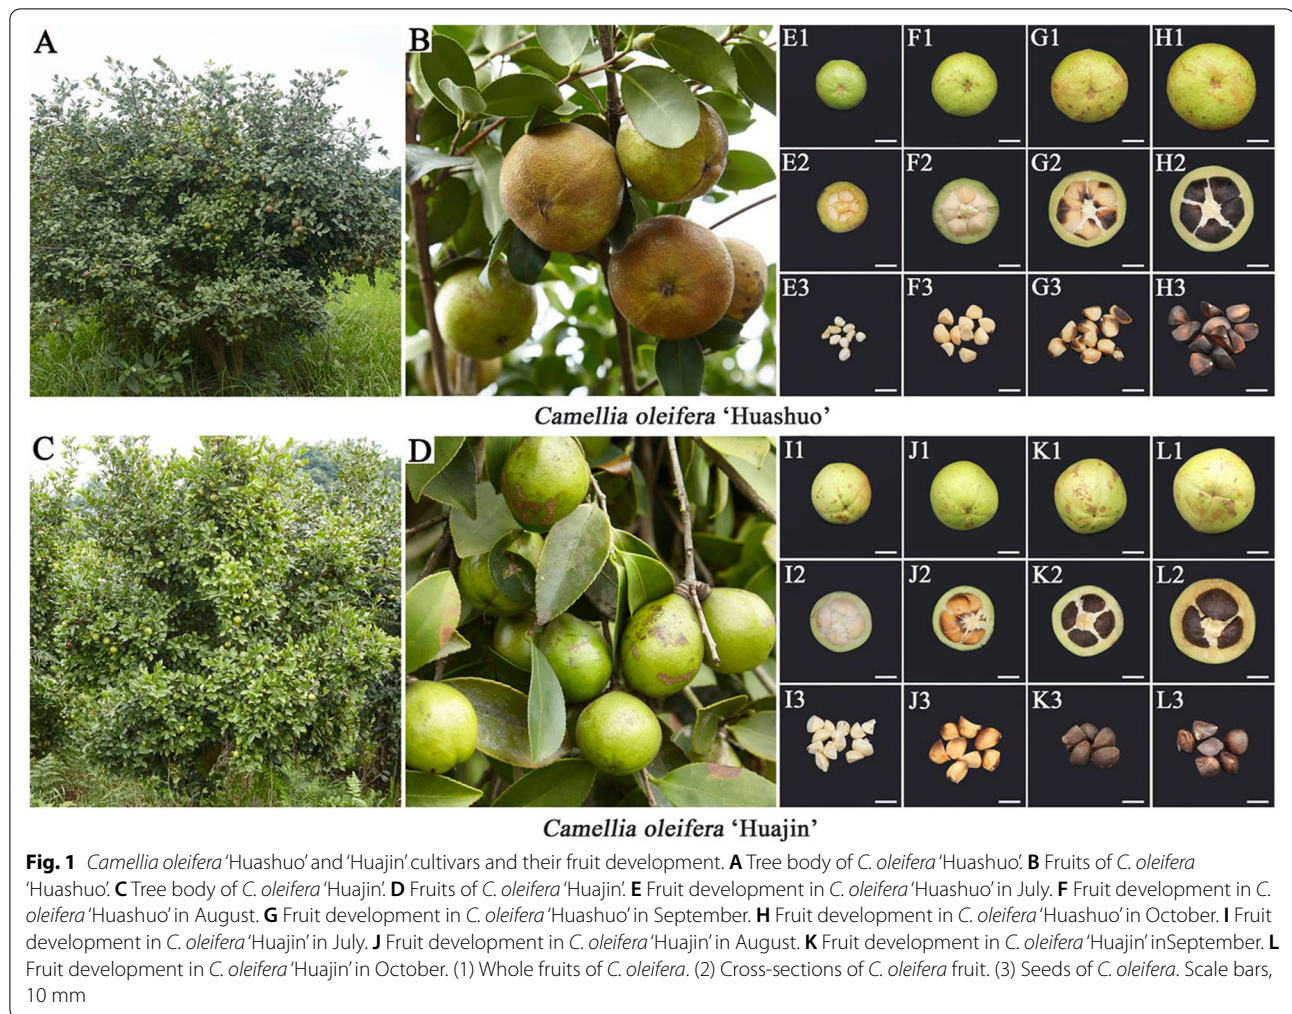 A
B
E1
F1
G1
H1
E2
F2
G2
H2
E3
F3
G3
H3
Camellia oleifera ‘Huashuo’
C
D
I1
J1
K1
L1
I2
J2
K2
L2
I3
J3
K3
L3
Camellia oleifera ‘Huajin’
Fig. 1 Camellia oleifera ‘Huashuo’ and ‘Huajin’ cultivars and their fruit development. A Tree body of C. oleifera ‘Huashuo’. B Fruits of C. oleifera
‘Huashuo’. C Tree body of C. oleifera ‘Huajin’. D Fruits of C. oleifera ‘Huajin’. E Fruit development in C. oleifera ‘Huashuo’ in July. F Fruit development in C.
oleifera ‘Huashuo’ in August. G Fruit development in C. oleifera ‘Huashuo’ in September. H Fruit development in C. oleifera ‘Huashuo’ in October. I Fruit
development in C. oleifera ‘Huajin’ in July. J Fruit development in C. oleifera ‘Huajin’ in August. K Fruit development in C. oleifera ‘Huajin’ inSeptember. L
Fruit development in C. oleifera ‘Huajin’ in October. (1) Whole fruits of C. oleifera. (2) Cross-sections of C. oleifera fruit. (3) Seeds of C. oleifera. Scale bars,
10 mm